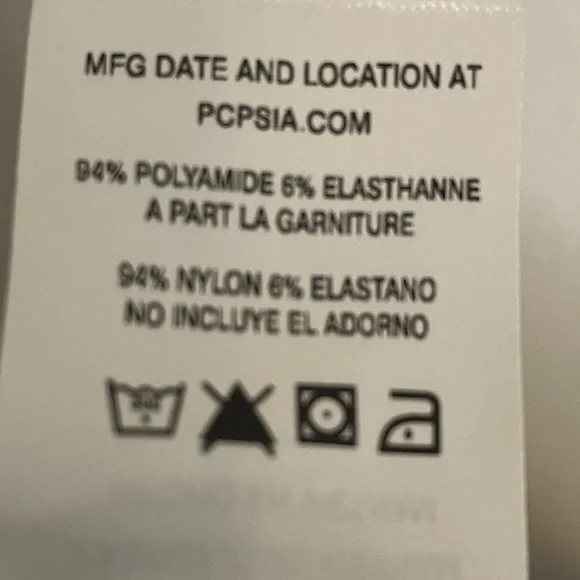 MFG DATE AND LOCATION AT
PCPSIA.COM
94% POLYAMIDE 6% ELASTHANNE
A PART LA GARNITURE
94% NYLON 6% ELASTANO
NO INCLUYE EL ADORNO